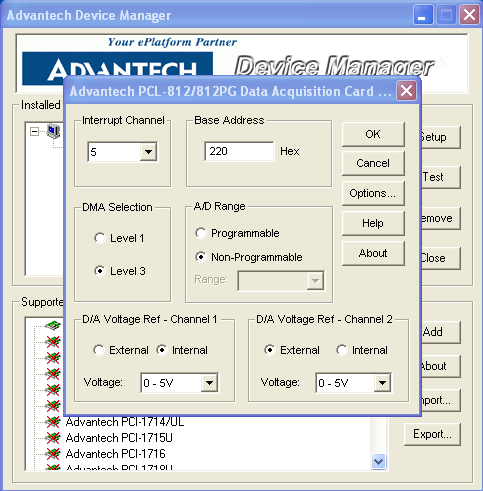 Advantech Device Manager
Your ePlatform Partner
ADVANTECH
Device Manager
Advantech PCL-812/812PG Data Acquisition Card ...
Installed
Interrupt Channel
5
Base Address
220 Hex
OK
Cancel
Options...
Help
About
DMA Selection
Level 1
Level 3
A/D Range
Programmable
Non-Programmable
Range:
D/A Voltage Ref - Channel 1
External Internal
Voltage: 0 - 5V
D/A Voltage Ref - Channel 2
External Internal
Voltage: 0 - 5V
Setup
Test
emove
Close
Supporte
Add
About
mport...
Export...
Advantech PCI-1714/UL
Advantech PCI-1715U
Advantech PCI-1716
Advantech PCI-1718U